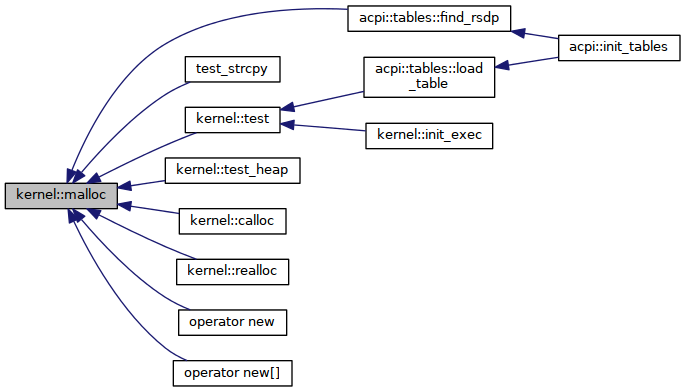 acpi::tables::find_rsdp
acpi::init_tables
test_strcpy
acpi::tables::load
_table
kernel::test
kernel::init_exec
kernel::test_heap
kernel::malloc
kernel::calloc
kernel::realloc
operator new
operator new[]